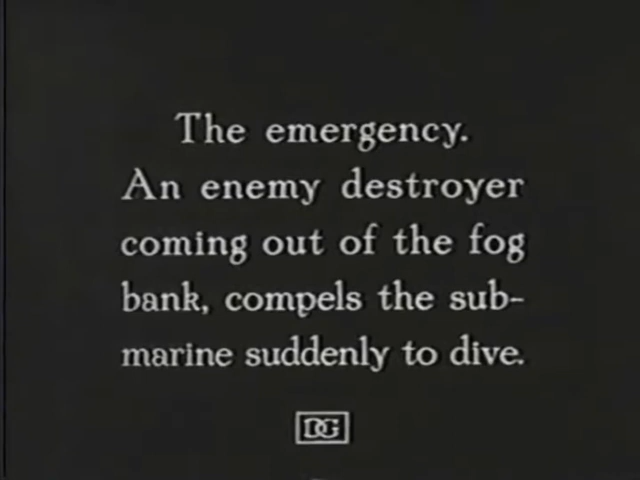 The emergency.
An enemy destroyer
coming out of the fog
bank, compels the sub-
marine suddenly to dive.
DG